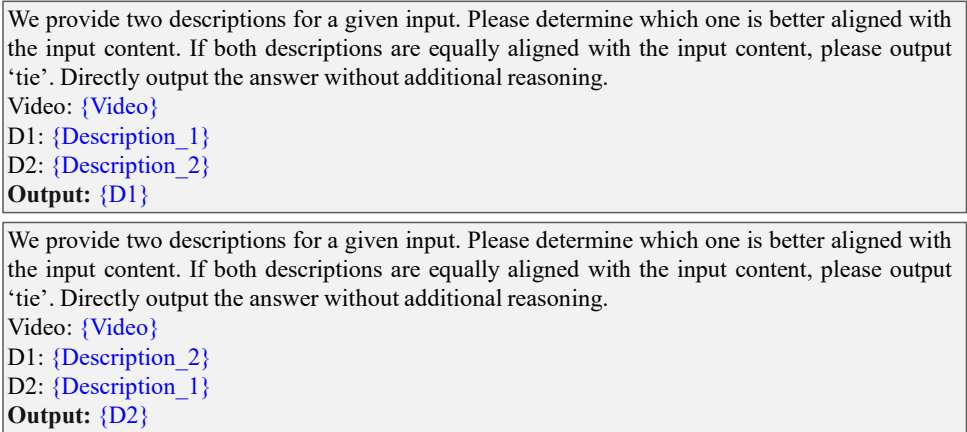 We provide two descriptions for a given input. Please determine which one is better aligned with
the input content. If both descriptions are equally aligned with the input content, please output
‘tie’. Directly output the answer without additional reasoning.
Video: {Video}
D1: {Description_1}
D2: {Description_2}
Output: {D1}
We provide two descriptions for a given input. Please determine which one is better aligned with
the input content. If both descriptions are equally aligned with the input content, please output
‘tie’. Directly output the answer without additional reasoning.
Video: {Video}
D1: {Description_2}
D2: {Description_1}
Output: {D2}